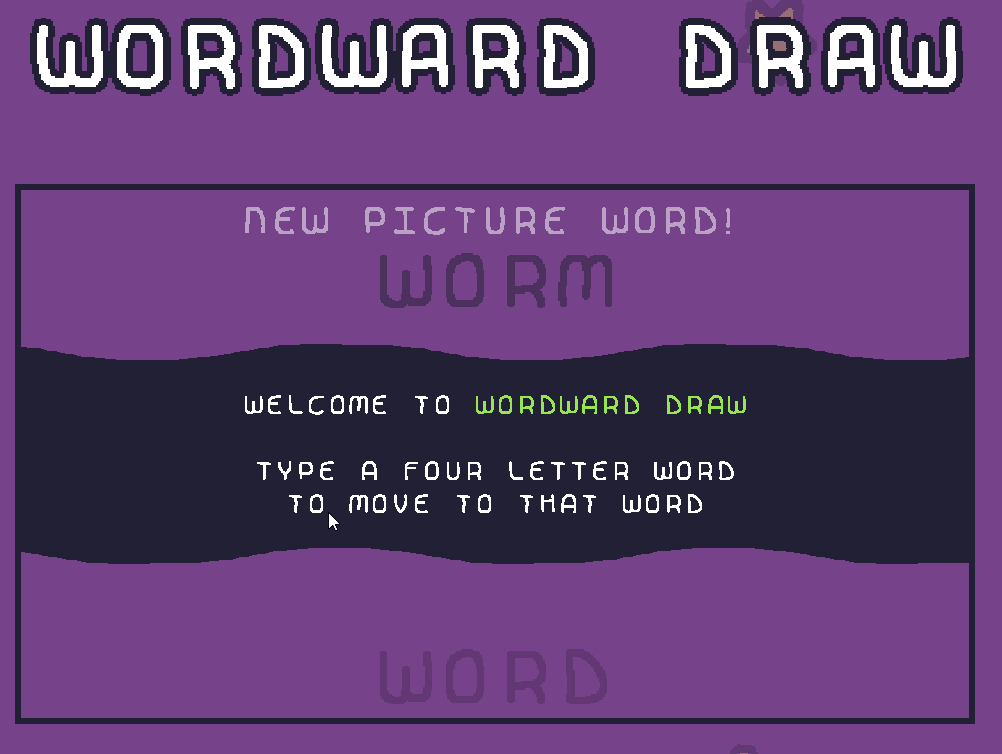 WORDWARD DRAW
NEW PICTURE WORD!
WORM
WELCOME TO WORDWARD DRAW
TYPE A FOUR LETTER WORD
TO MOVE TO THAT WORD
WORD